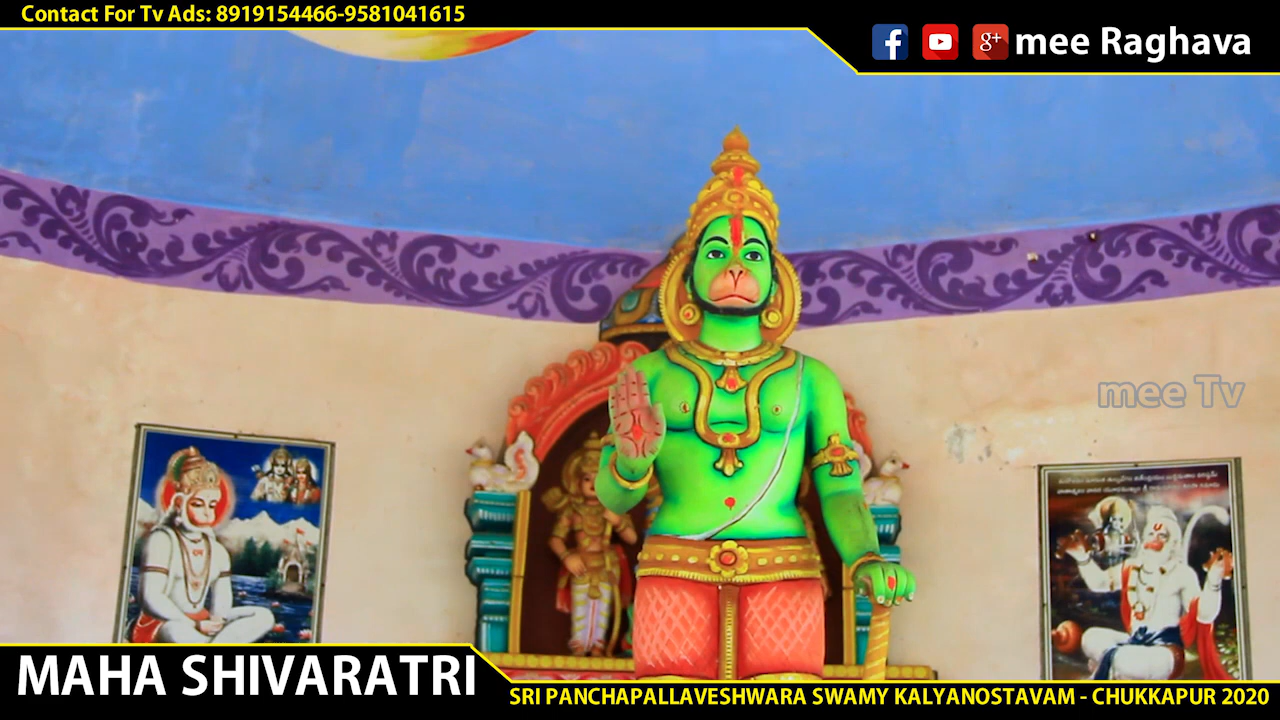 Contact For Tv Ads: 8919154466-9581041615
mee Raghava
mee Tv
MAHA SHIVARATRI
SRI PANCHAPALLAVESHWARA SWAMY KALYANOSTAVAM - CHUKKAPUR 2020